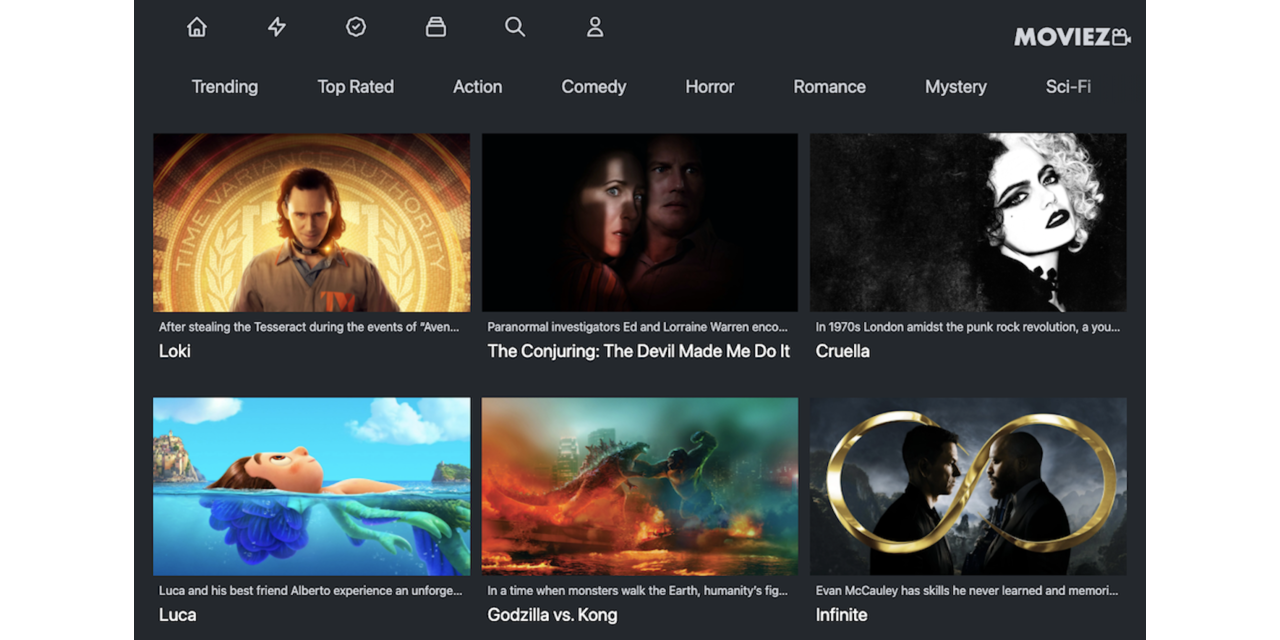 MOVIEZ
Trending Top Rated Action Comedy Horror Romance Mystery Sci-Fi
TIME VARIANCE AUTHORITY
After stealing the Tesseract during the events of “Aven...
Loki
Paranormal investigators Ed and Lorraine Warren enco...
The Conjuring: The Devil Made Me Do It
In 1970s London amidst the punk rock revolution, a you...
Cruella
Luca and his best friend Alberto experience an unforge...
Luca
In a time when monsters walk the Earth, humanity’s fig...
Godzilla vs. Kong
Evan McCauley has skills he never learned and memori...
Infinite